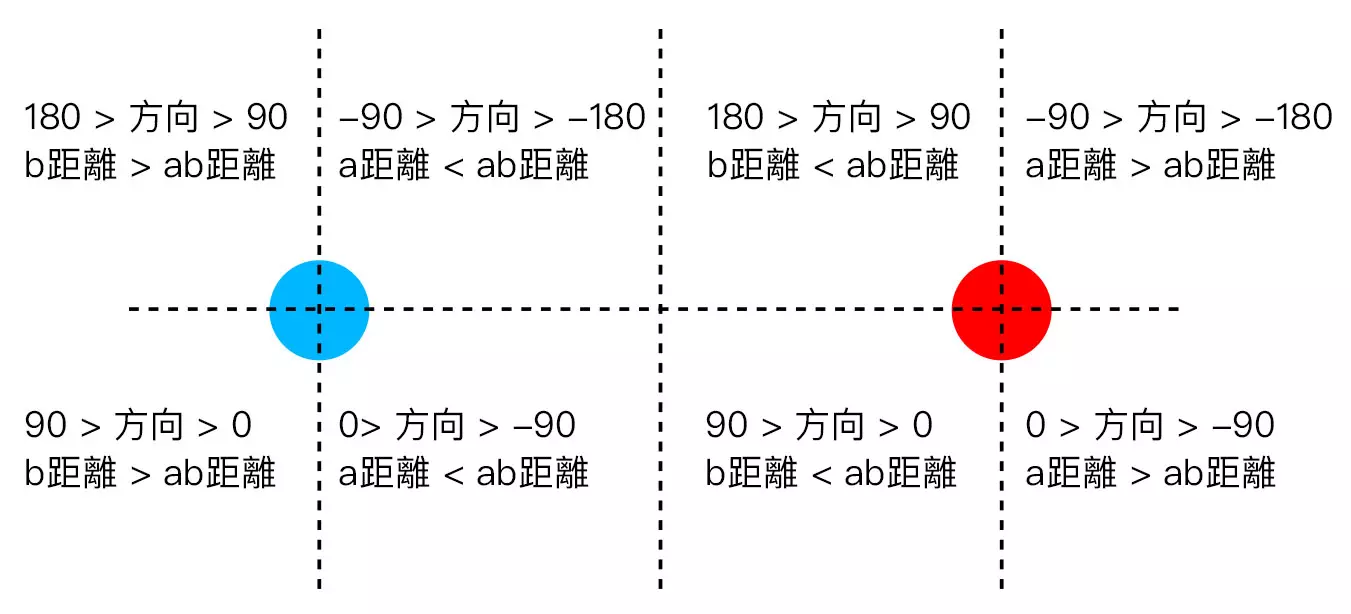 180 > 方向 > 90
b距離 > ab距離
–90 > 方向 > –180
a距離 < ab距離
180 > 方向 > 90
b距離 < ab距離
–90 > 方向 > –180
a距離 > ab距離
90 > 方向 > 0
b距離 > ab距離
0> 方向 > –90
a距離 < ab距離
90 > 方向 > 0
b距離 < ab距離
0 > 方向 > –90
a距離 > ab距離